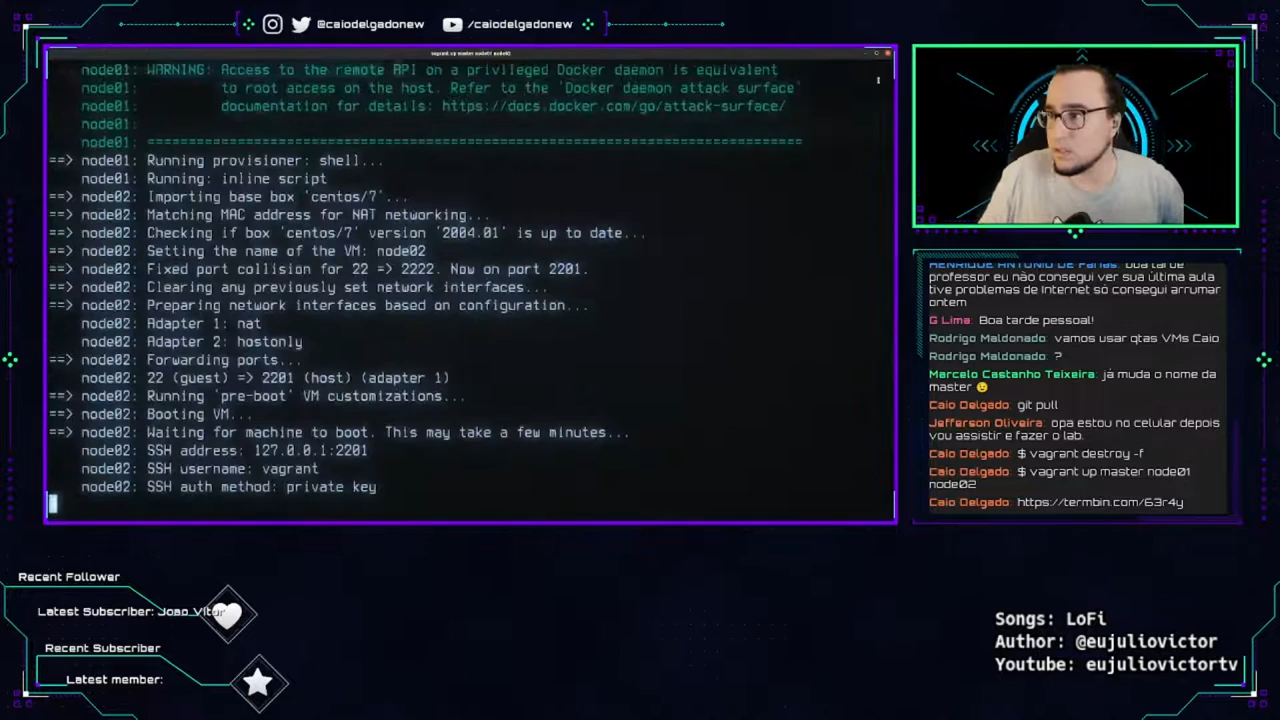 @caiodelgadonew
/caiodelgadonew
vagrant up master node01 node02
node01: WARNING: Access to the remote API on a privileged Docker daemon is equivalent
node01: to root access on the host. Refer to the 'Docker daemon attack surface'
node01: documentation for details: https://docs.docker.com/go/attack-surface/
node01:
node01: ================================================================================
==> node01: Running provisioner: shell...
node01: Running: inline script
==> node02: Importing base box 'centos/7'...
==> node02: Matching MAC address for NAT networking...
==> node02: Checking if box 'centos/7' version '2004.01' is up to date...
==> node02: Setting the name of the VM: node02
==> node02: Fixed port collision for 22 => 2222. Now on port 2201.
==> node02: Clearing any previously set network interfaces...
==> node02: Preparing network interfaces based on configuration...
node02: Adapter 1: nat
node02: Adapter 2: hostonly
==> node02: Forwarding ports...
node02: 22 (guest) => 2201 (host) (adapter 1)
==> node02: Running 'pre-boot' VM customizations...
==> node02: Booting VM...
==> node02: Waiting for machine to boot. This may take a few minutes...
node02: SSH address: 127.0.0.1:2201
node02: SSH username: vagrant
node02: SSH auth method: private key
HENRIQUE ANTONIO DE Farias: boa tarde
professor eu não consegui ver sua última aula
tive problemas de Internet só consegui arrumar
ontem
G Lima: Boa tarde pessoal!
Rodrigo Maldonado: vamos usar qtas VMs Caio
Rodrigo Maldonado: ?
Marcelo Castanho Teixeira: já muda o nome da
master 😉
Caio Delgado: git pull
Jefferson Oliveira: opa estou no celular depois
vou assistir e fazer o lab.
Caio Delgado: $ vagrant destroy -f
Caio Delgado: $ vagrant up master node01
node02
Caio Delgado: https://termbin.com/63r4y
Recent Follower
Latest Subscriber: Joao Vitor
Recent Subscriber
Latest member:
Songs: LoFi
Author: @eujuliovictor
Youtube: eujuliovictortv